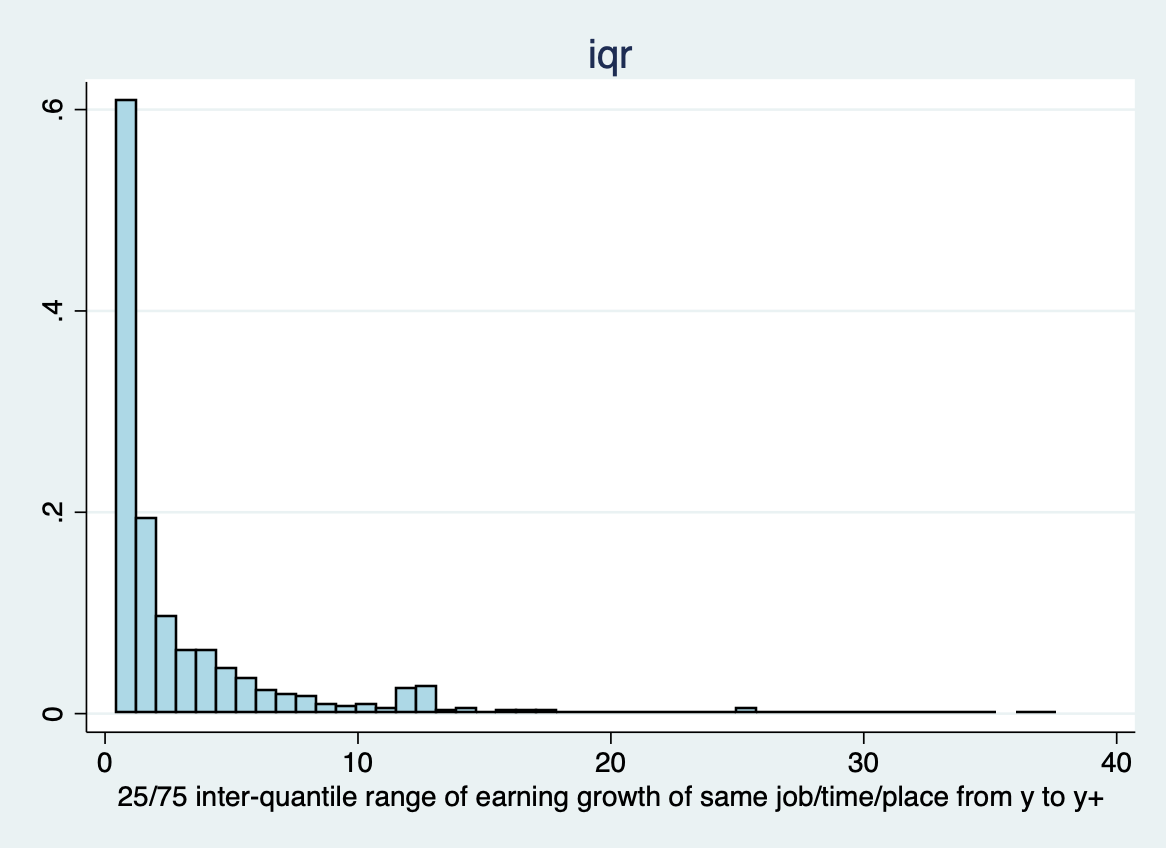 iqr
.6
.4
.2
0
0 10 20 30 40
25/75 inter-quantile range of earning growth of same job/time/place from y to y+